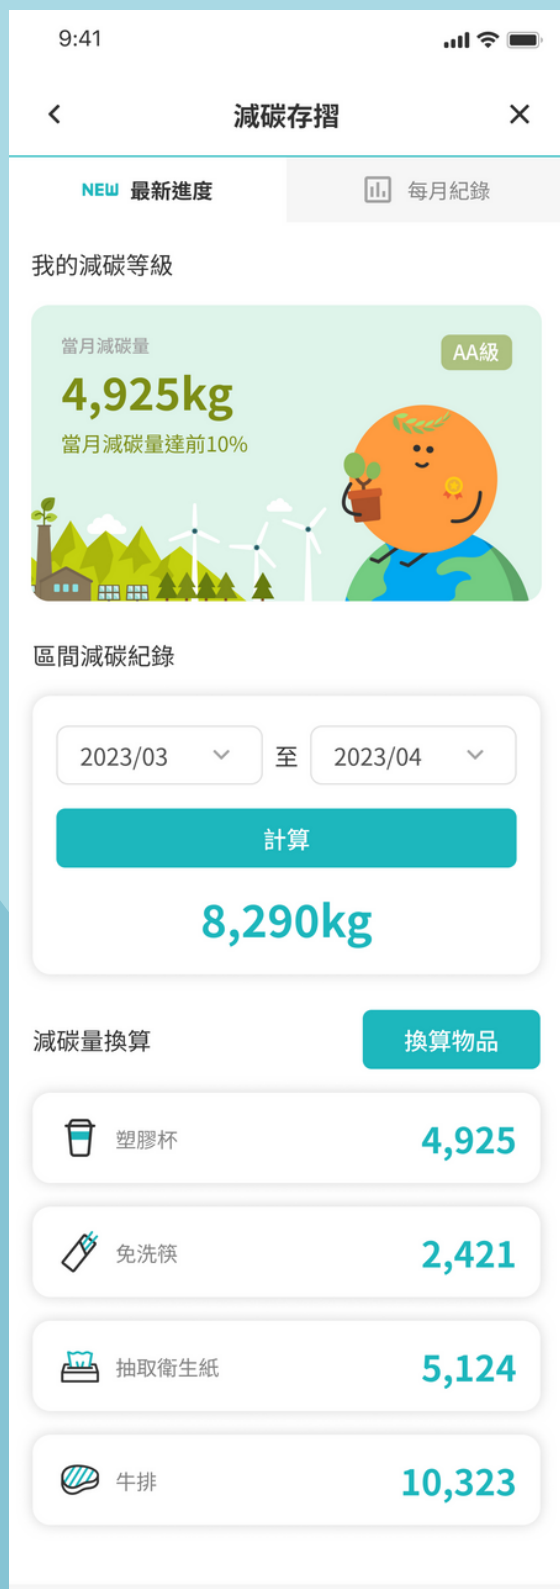 9:41
減碳存摺
NEW 最新進度
每月紀錄
我的減碳等級
當月減碳量
AA級
4,925kg
當月減碳量達前10%
區間減碳紀錄
2023/03 至 2023/04
計算
8,290kg
減碳量換算
換算物品
塑膠杯 4,925
免洗筷 2,421
抽取衛生紙 5,124
牛排 10,323